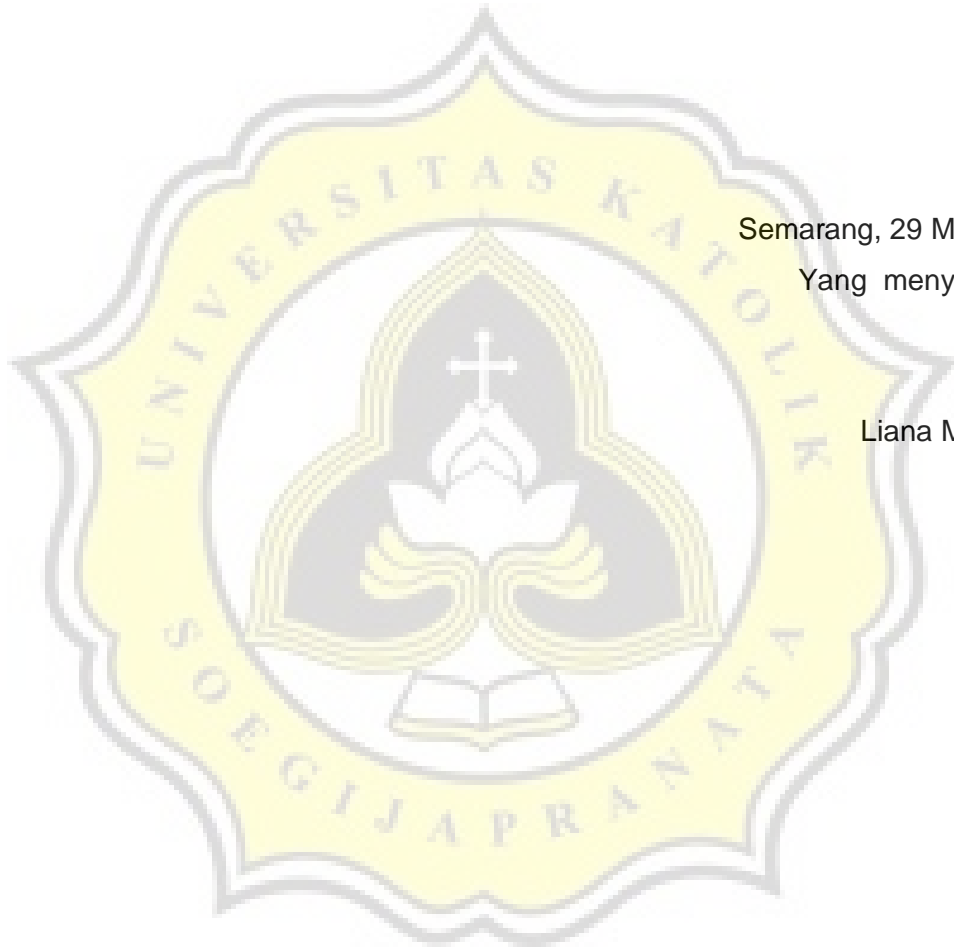 UNIVERSITAS KATOLIK
Semarang, 29 M
Yang meny
Liana M
SOEGIJAPRANATA